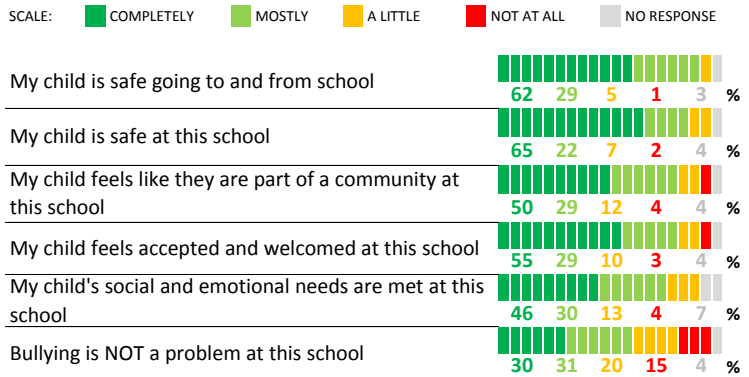 SCALE: COMPLETELY MOSTLY A LITTLE NOT AT ALL NO RESPONSE
My child is safe going to and from school
62 29 5 1 3 %
My child is safe at this school
65 22 7 2 4 %
My child feels like they are part of a community at
this school
50 29 12 4 4 %
My child feels accepted and welcomed at this school
55 29 10 3 4 %
My child's social and emotional needs are met at this
school
46 30 13 4 7 %
Bullying is NOT a problem at this school
30 31 20 15 4 %